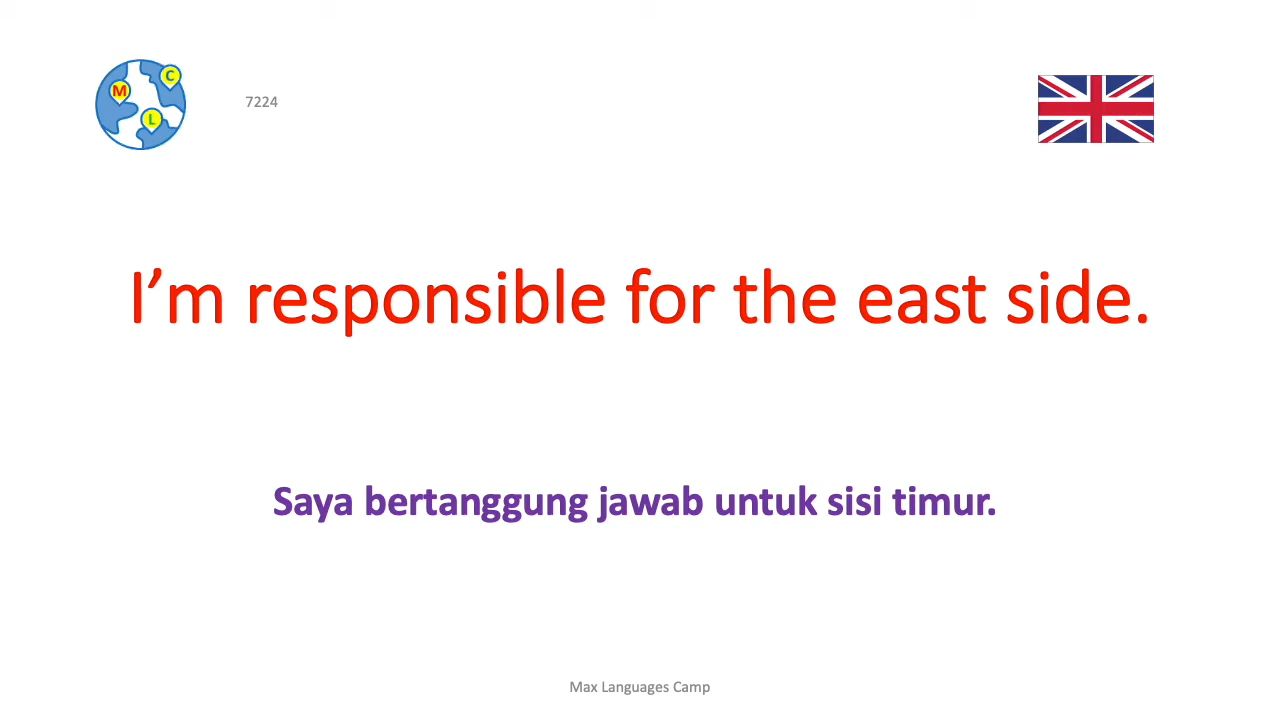 M
C
L
7224
I’m responsible for the east side.
Saya bertanggung jawab untuk sisi timur.
Max Languages Camp